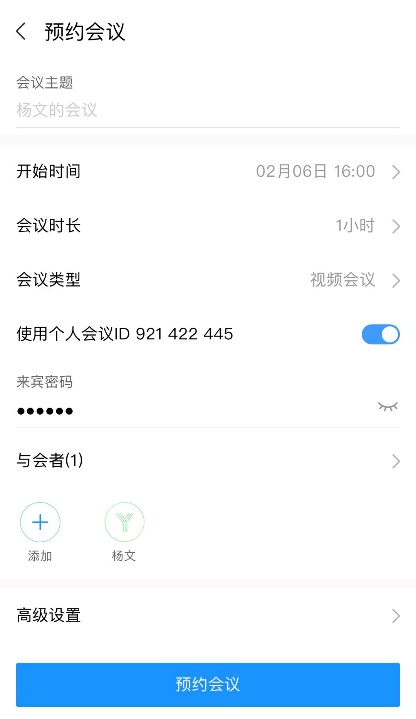 预约会议
会议主题
杨文的会议
开始时间 02月06日 16:00
会议时长 1小时
会议类型 视频会议
使用个人会议ID 921 422 445
来宾密码
●●●●●●
与会者(1)
添加 杨文
高级设置
预约会议